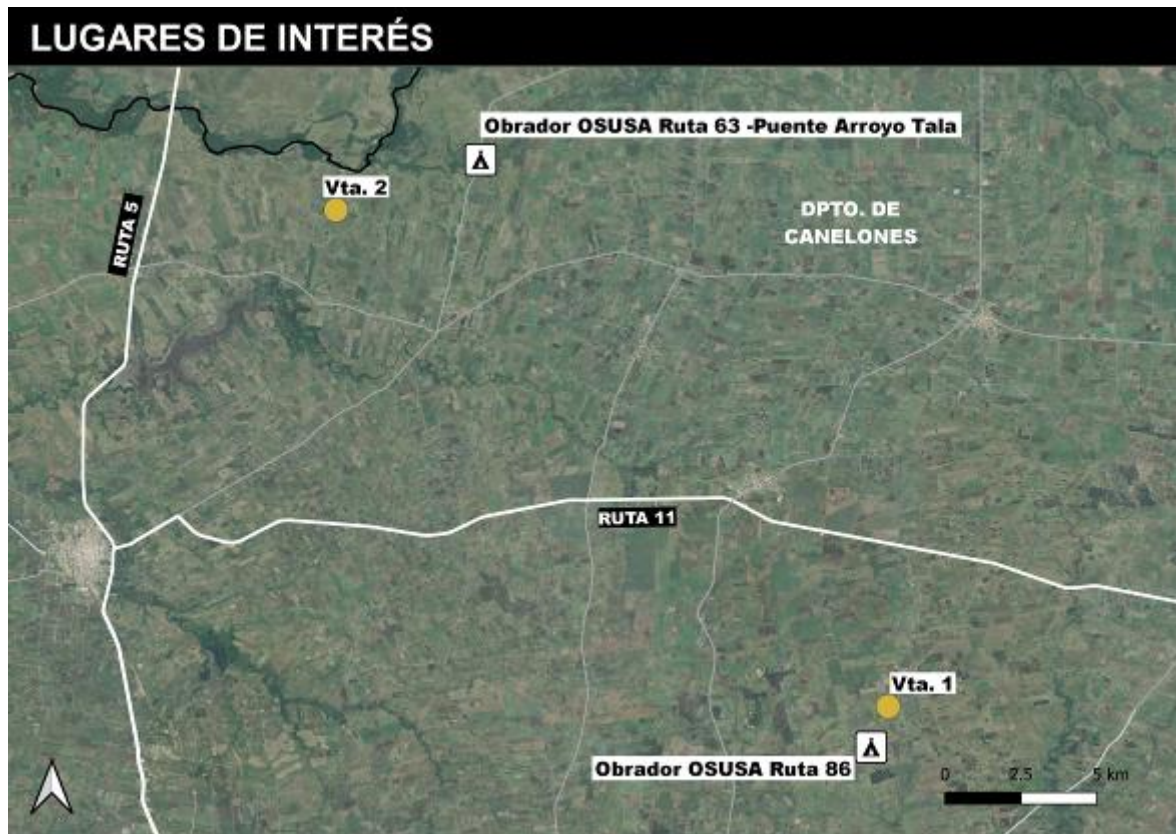 LUGARES DE INTERÉS
Obrador OSUSA Ruta 63 -Puente Arroyo Tala
Vta. 2
RUTA 5
DPTO. DE
CANELONES
RUTA 11
Vta. 1
Obrador OSUSA Ruta 86
0 2.5 5 km